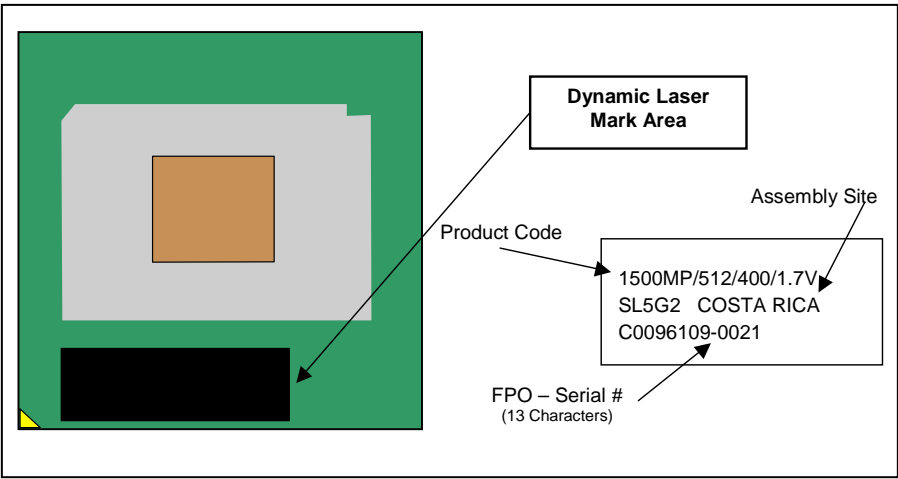 Dynamic Laser
Mark Area
Assembly Site
Product Code
1500MP/512/400/1.7V
SL5G2 COSTA RICA
C0096109-0021
FPO – Serial #
(13 Characters)